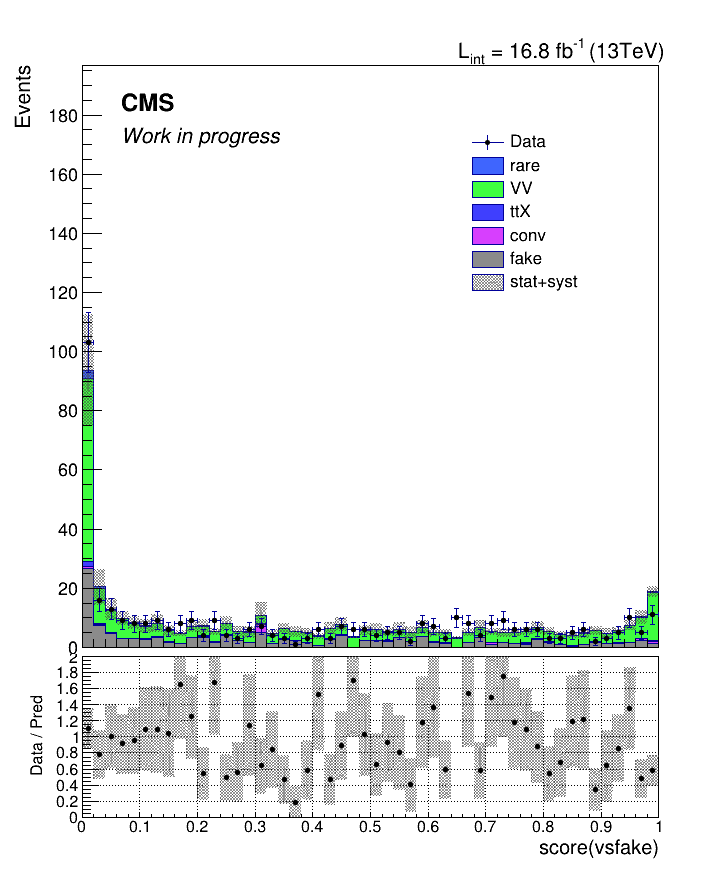 L_int = 16.8 fb^-1 (13TeV)
Events
CMS
Work in progress
Data
rare
VV
ttX
conv
fake
stat+syst
180
160
140
120
100
80
60
40
20
0
Data / Pred
2
1.8
1.6
1.4
1.2
1
0.8
0.6
0.4
0.2
0
0 0.1 0.2 0.3 0.4 0.5 0.6 0.7 0.8 0.9 1
score(vsfake)